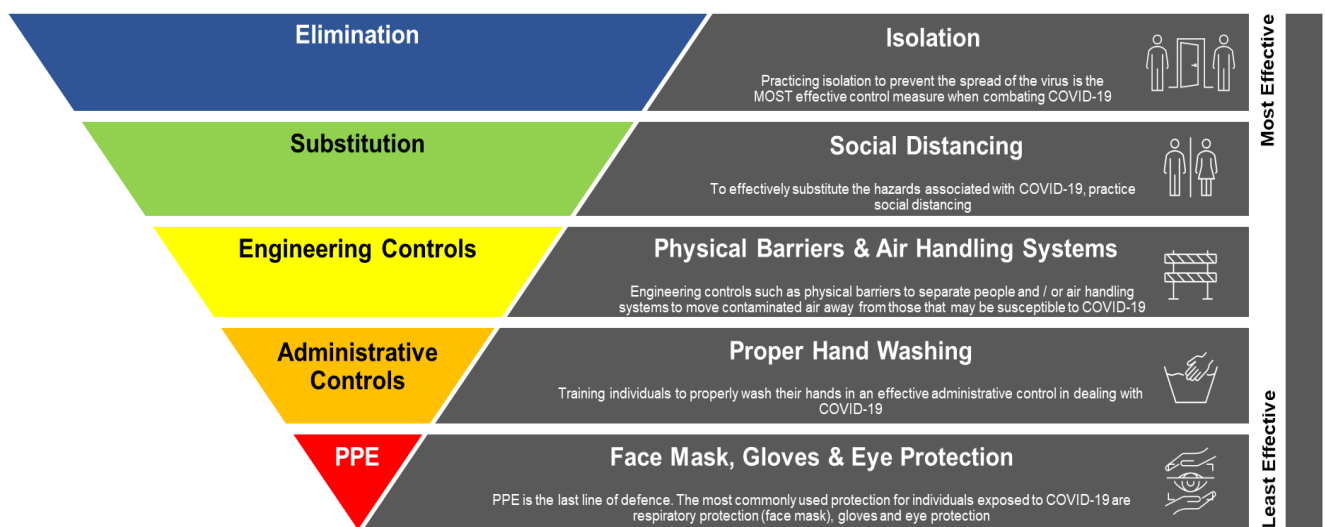 Elimination
Isolation
Practicing isolation to prevent the spread of the virus is the
MOST effective control measure when combating COVID-19
Most Effective
Substitution
Social Distancing
To effectively substitute the hazards associated with COVID-19, practice
social distancing
Engineering Controls
Physical Barriers & Air Handling Systems
Engineering controls such as physical barriers to separate people and / or air handling
systems to move contaminated air away from those that may be susceptible to COVID-19
Administrative
Controls
Proper Hand Washing
Training individuals to properly wash their hands in an effective administrative control in dealing with
COVID-19
PPE
Face Mask, Gloves & Eye Protection
PPE is the last line of defence. The most commonly used protection for individuals exposed to COVID-19 are
respiratory protection (face mask), gloves and eye protection
Least Effective